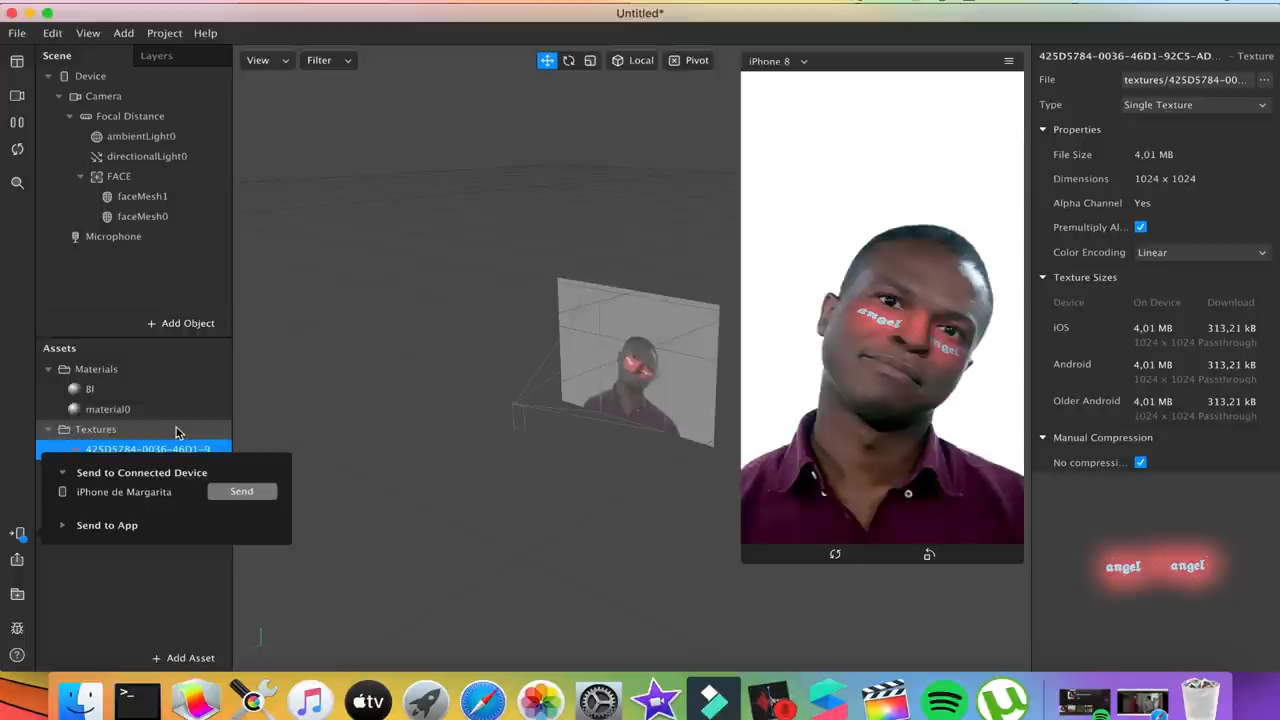 Untitled*
File Edit View Add Project Help
Scene Layers
Device
Camera
Focal Distance
ambientLight0
directionalLight0
FACE
faceMesh1
faceMesh0
Microphone
+ Add Object
Assets
Materials
Bl
material0
Textures
425D5784-0036-46D1-9
Send to Connected Device
iPhone de Margarita Send
Send to App
+ Add Asset
View Filter Local Pivot
iPhone 8
angel angel
425D5784-0036-46D1-92C5-AD... - Texture
File textures/425D5784-00... ...
Type Single Texture
Properties
File Size 4,01 MB
Dimensions 1024 x 1024
Alpha Channel Yes
Premultiply Al...
Color Encoding Linear
Texture Sizes
Device On Device Download
iOS 4,01 MB 313,21 kB
1024 x 1024 Passthrough
Android 4,01 MB 313,21 kB
1024 x 1024 Passthrough
Older Android 4,01 MB 313,21 kB
1024 x 1024 Passthrough
Manual Compression
No compressi...
angel angel
tv